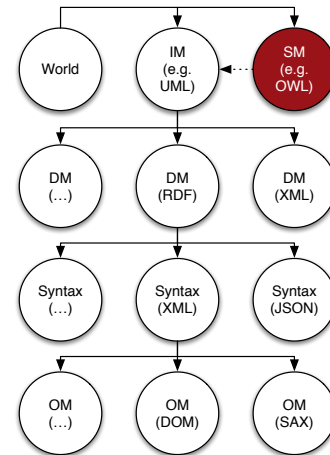 World
IM
(e.g.
UML)
SM
(e.g.
OWL)
DM
(…)
DM
(RDF)
DM
(XML)
Syntax
(…)
Syntax
(XML)
Syntax
(JSON)
OM
(…)
OM
(DOM)
OM
(SAX)